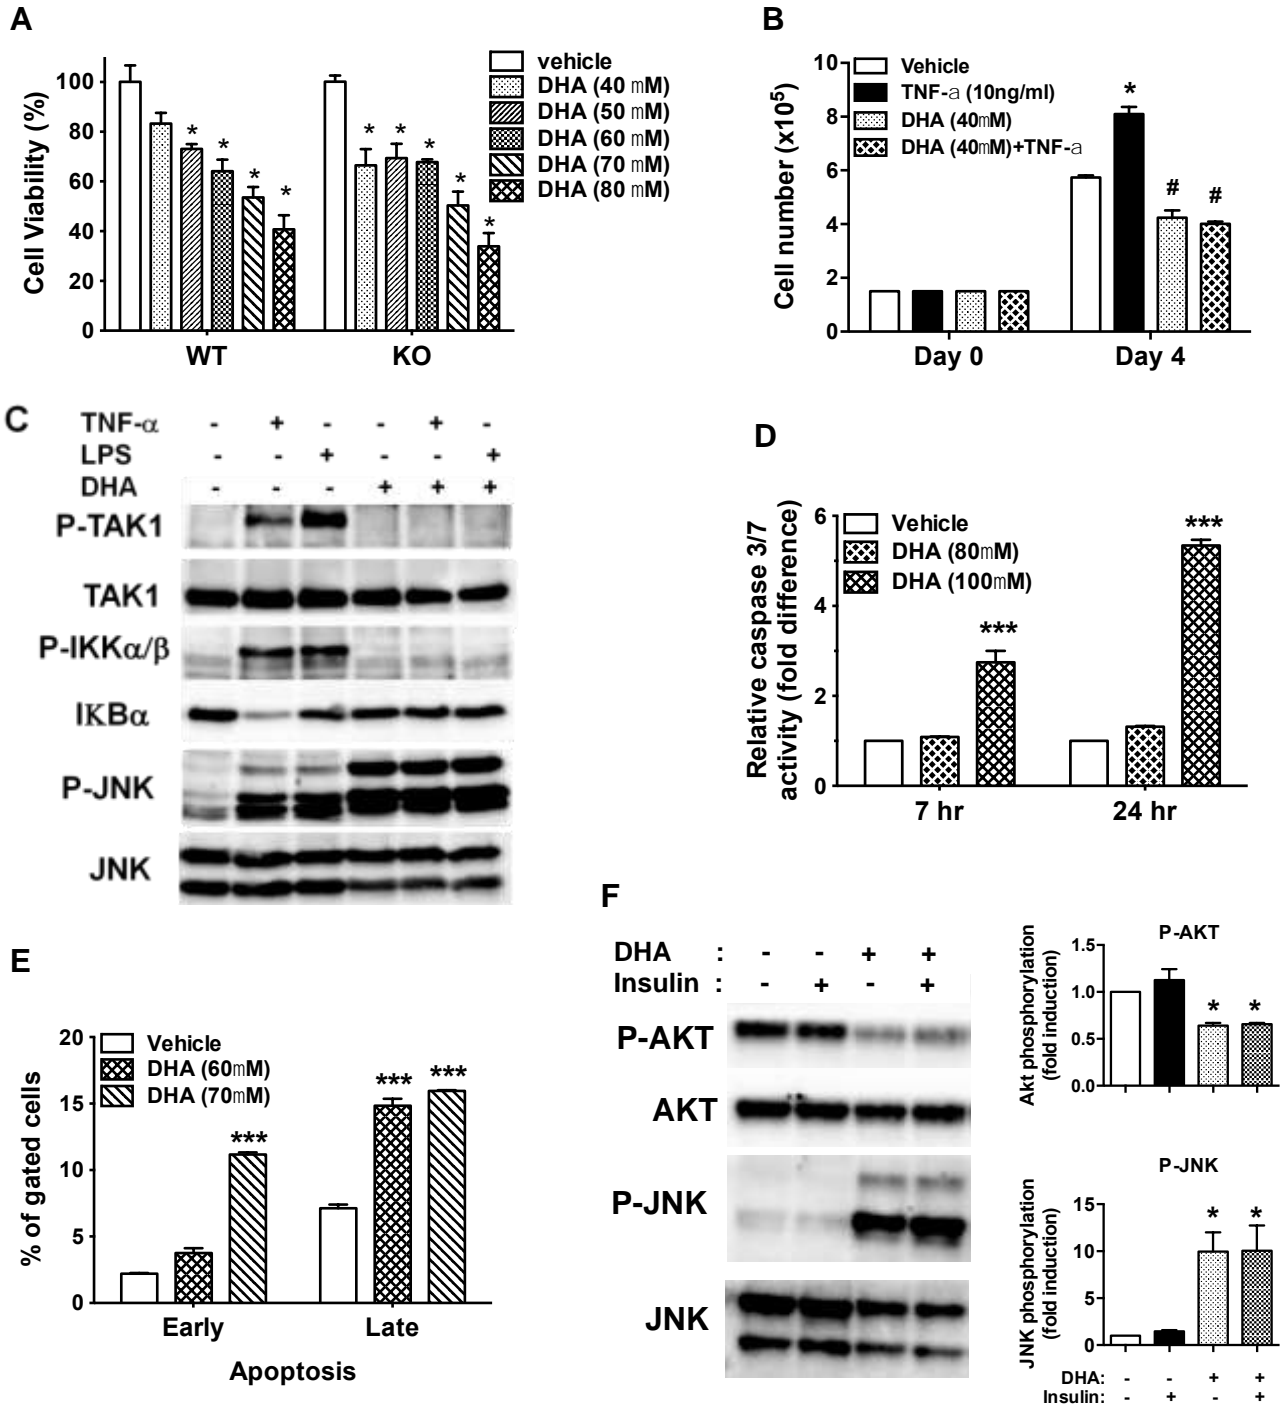 A
Cell Viability (%)
100
80
60
40
20
0
* * * *
* * * * *
WT KO
vehicle
DHA (40 mM)
DHA (50 mM)
DHA (60 mM)
DHA (70 mM)
DHA (80 mM)
B
Cell number (x10⁵)
10
8
6
4
2
0
Vehicle
TNF-a (10ng/ml)
DHA (40mM)
DHA (40mM)+TNF-a
* # #
Day 0 Day 4
C
TNF-α - + - - + -
LPS - - + - - +
DHA - - - + + +
P-TAK1
TAK1
P-IKKα/β
IKBα
P-JNK
JNK
D
Relative caspase 3/7
activity (fold difference)
6
4
2
0
Vehicle
DHA (80mM)
DHA (100mM)
*** ***
7 hr 24 hr
E
% of gated cells
20
15
10
5
0
Vehicle
DHA (60mM)
DHA (70mM)
*** *** ***
Early Late
Apoptosis
F
DHA : - - + +
Insulin : - + - +
P-AKT
AKT
P-JNK
JNK
P-AKT
Akt phosphorylation
(fold induction)
1.5
1.0
0.5
0.0
* *
P-JNK
JNK phosphorylation
(fold induction)
15
10
5
0
* *
DHA: - - + +
Insulin: - + - +